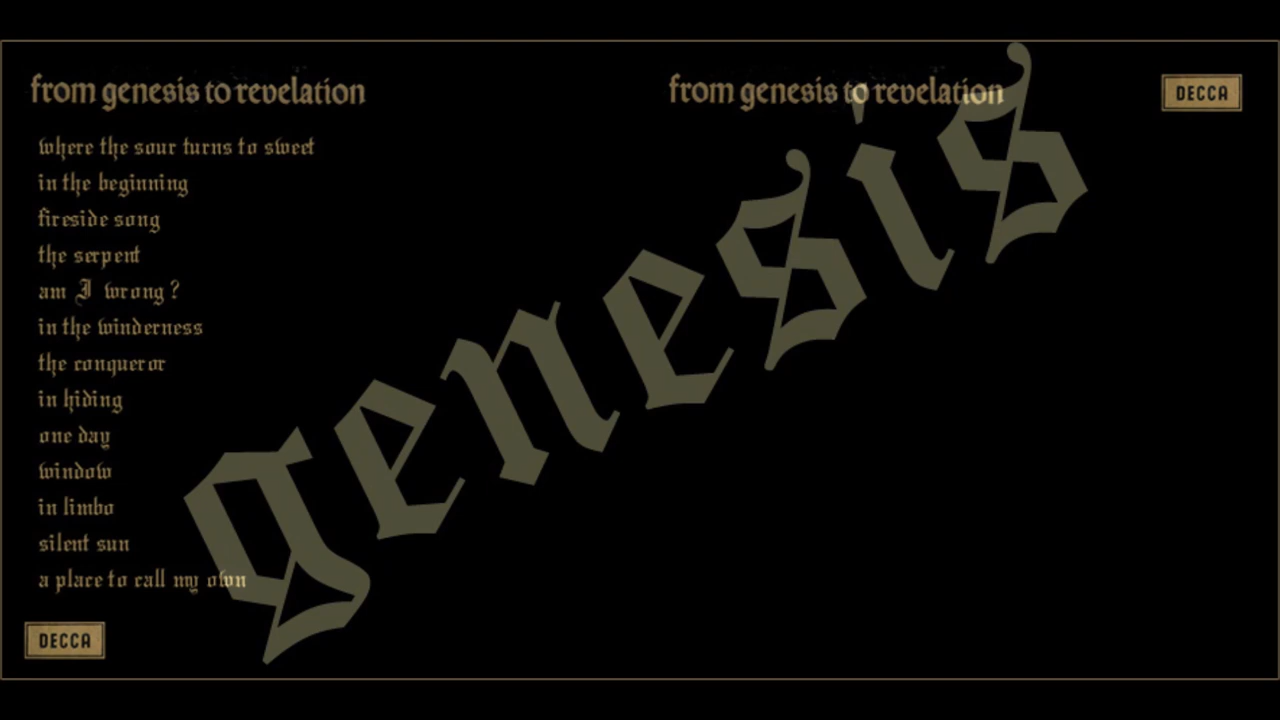 from genesis to revelation
where the sour turns to sweet
in the beginning
fireside song
the serpent
am I wrong?
in the winderness
the conqueror
in hiding
one day
window
in limbo
silent sun
a place to call my own
DECCA
from genesis to revelation
DECCA
genesis